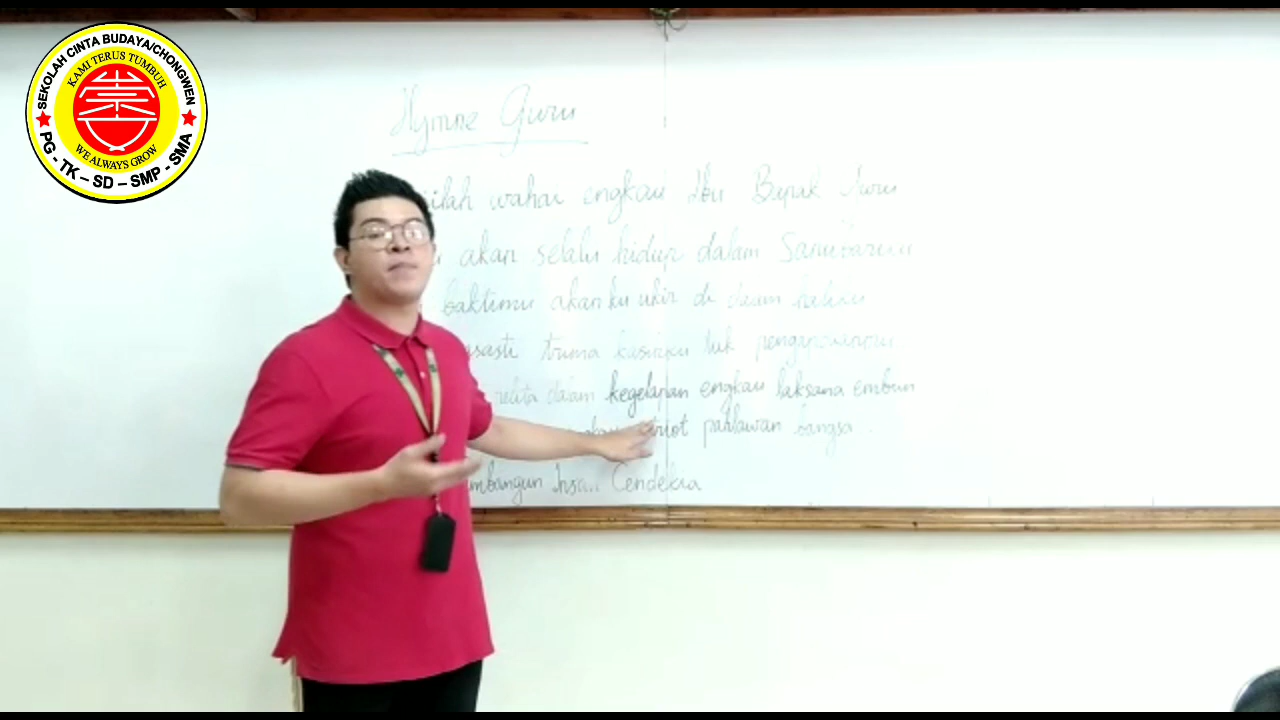 SEKOLAH CINTA BUDAYA/CHONGWEN
KAMI TERUS TUMBUH
WE ALWAYS GROW
PG - TK – SD – SMP - SMA
Hymne Guru
wahai engkau Ibu Bapak Guru
akan selalu hidup dalam Sanubariku
baktimu akan ku ukir di dalam hatiku
trima kasihku tuk pengabdianmu
dalam kegelapan engkau laksana embun
pahlawan bangsa
Cendekia